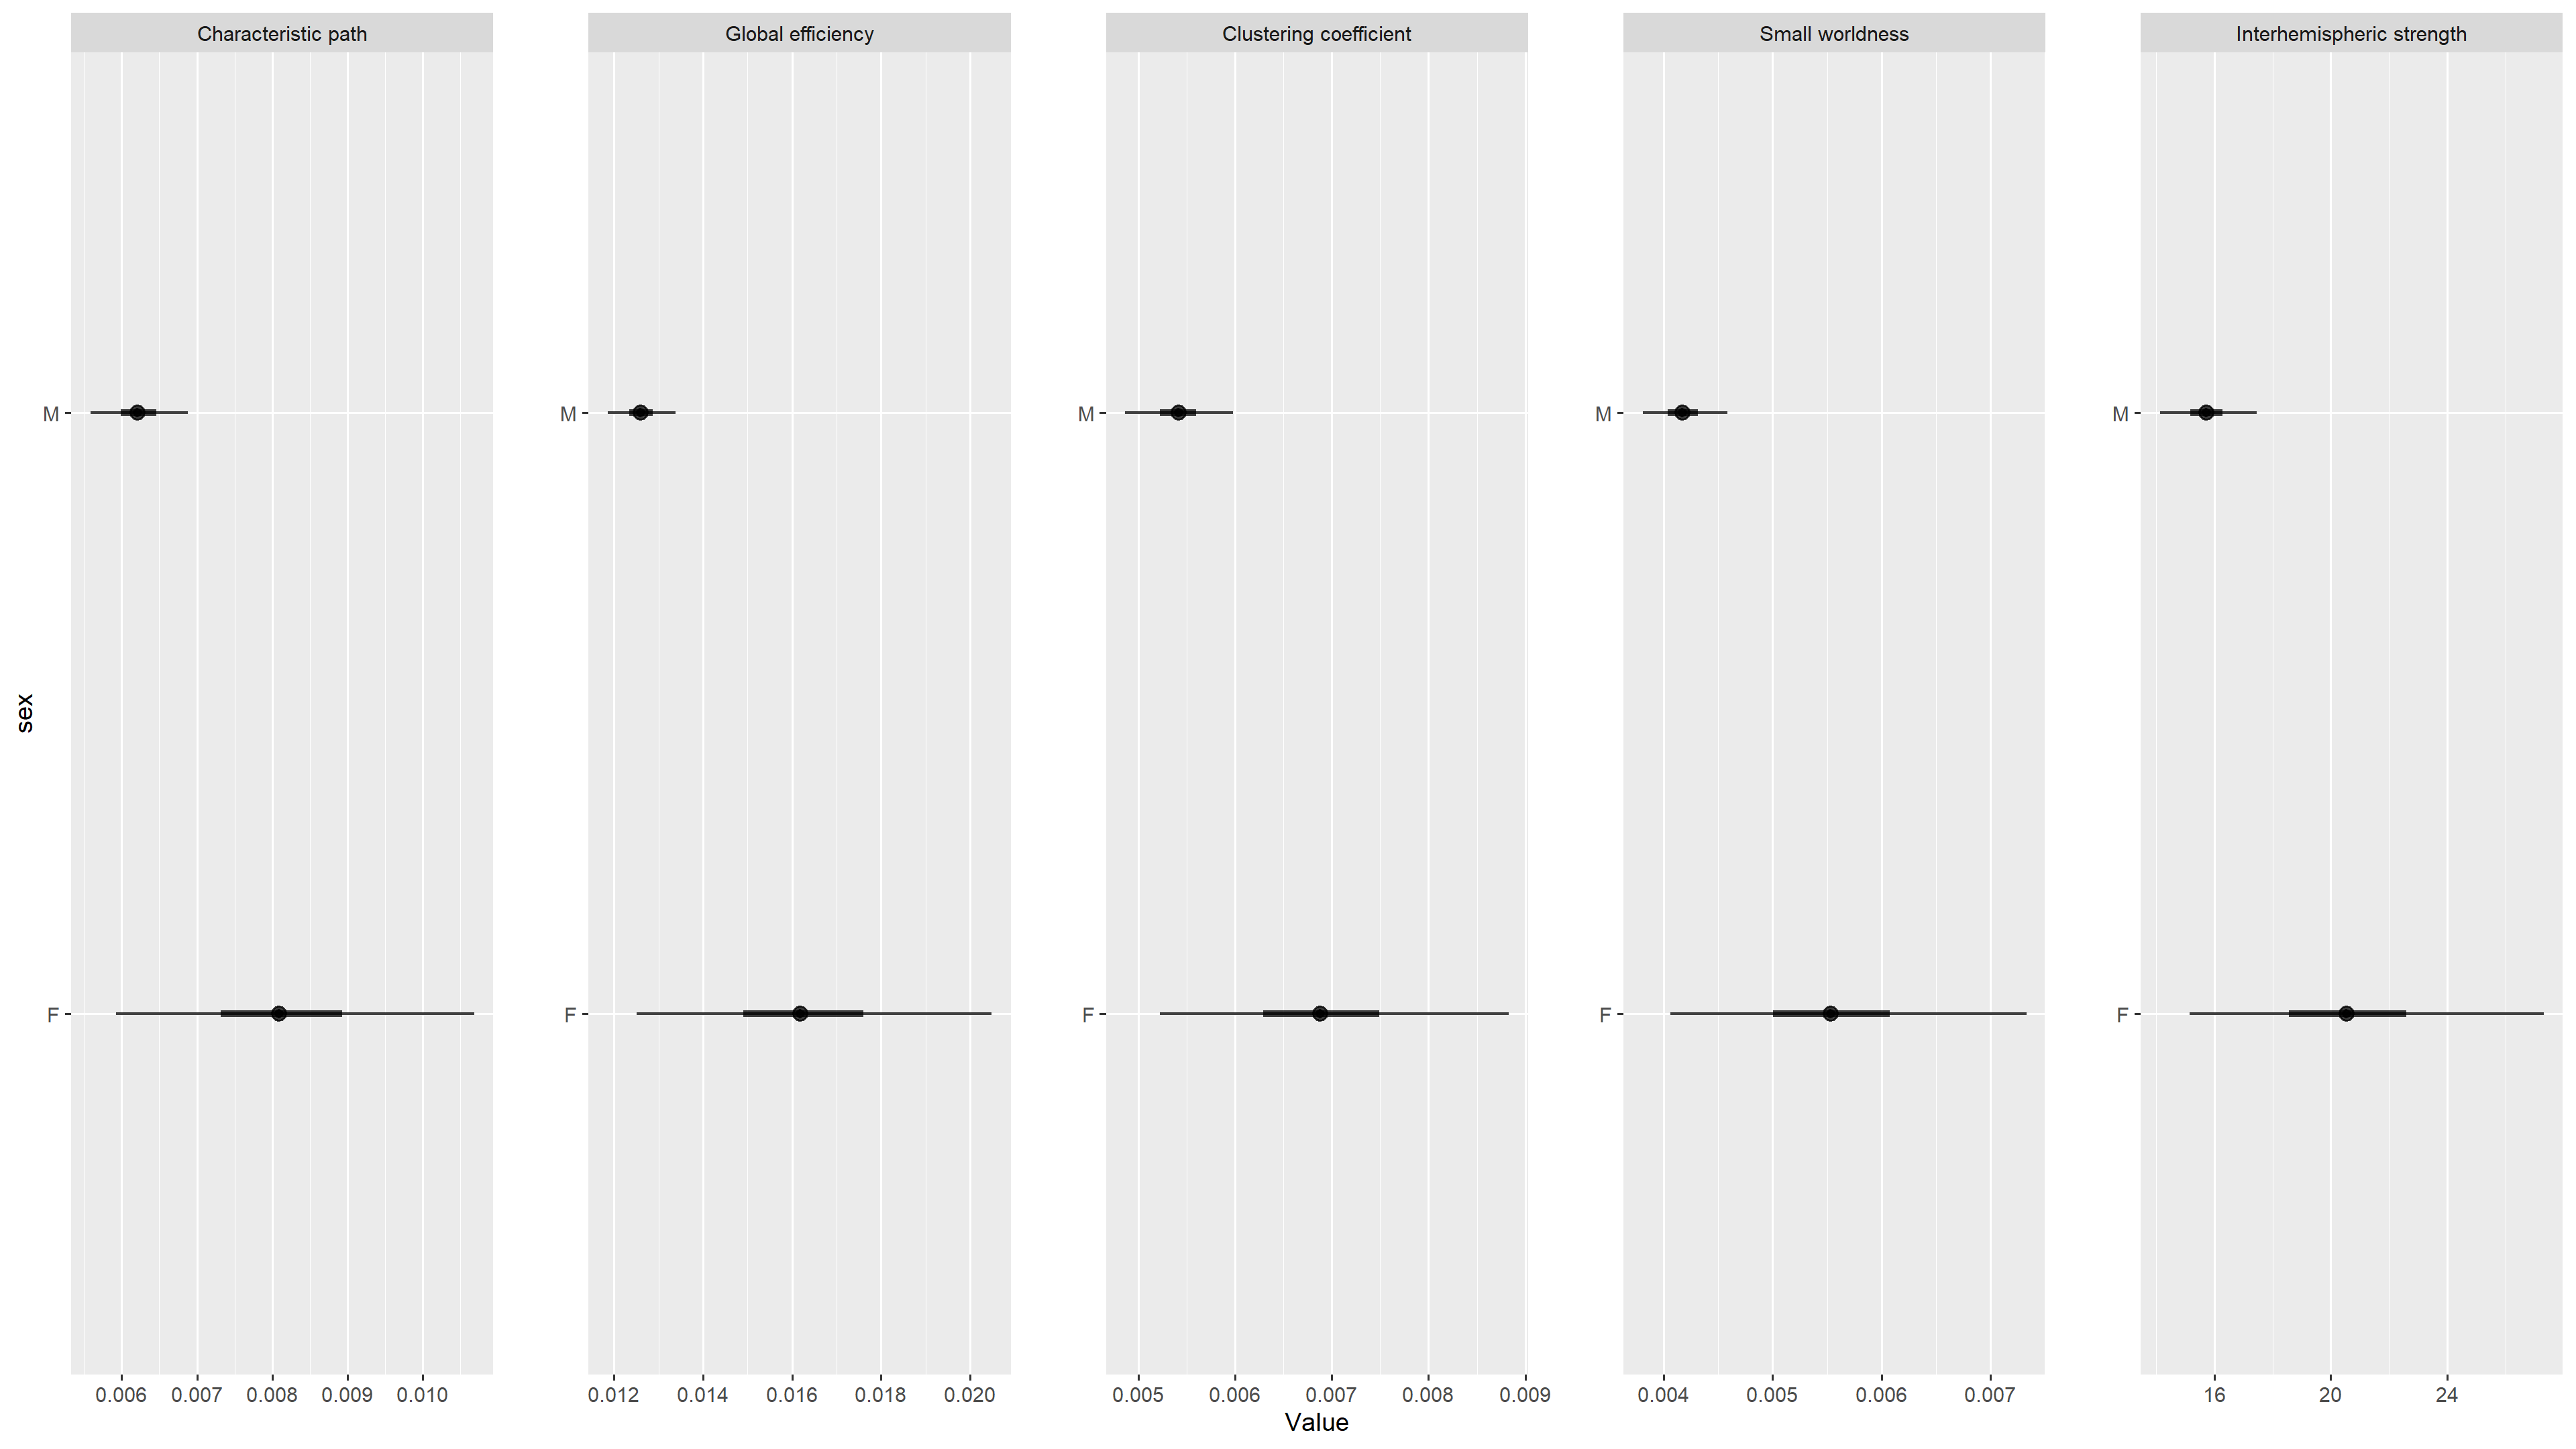 Characteristic path
Global efficiency
Clustering coefficient
Small worldness
Interhemispheric strength
sex
M
M
M
M
M
F
F
F
F
F
0.006 0.007 0.008 0.009 0.010
0.012 0.014 0.016 0.018 0.020
0.005 0.006 0.007 0.008 0.009
0.004 0.005 0.006 0.007
16 20 24
Value